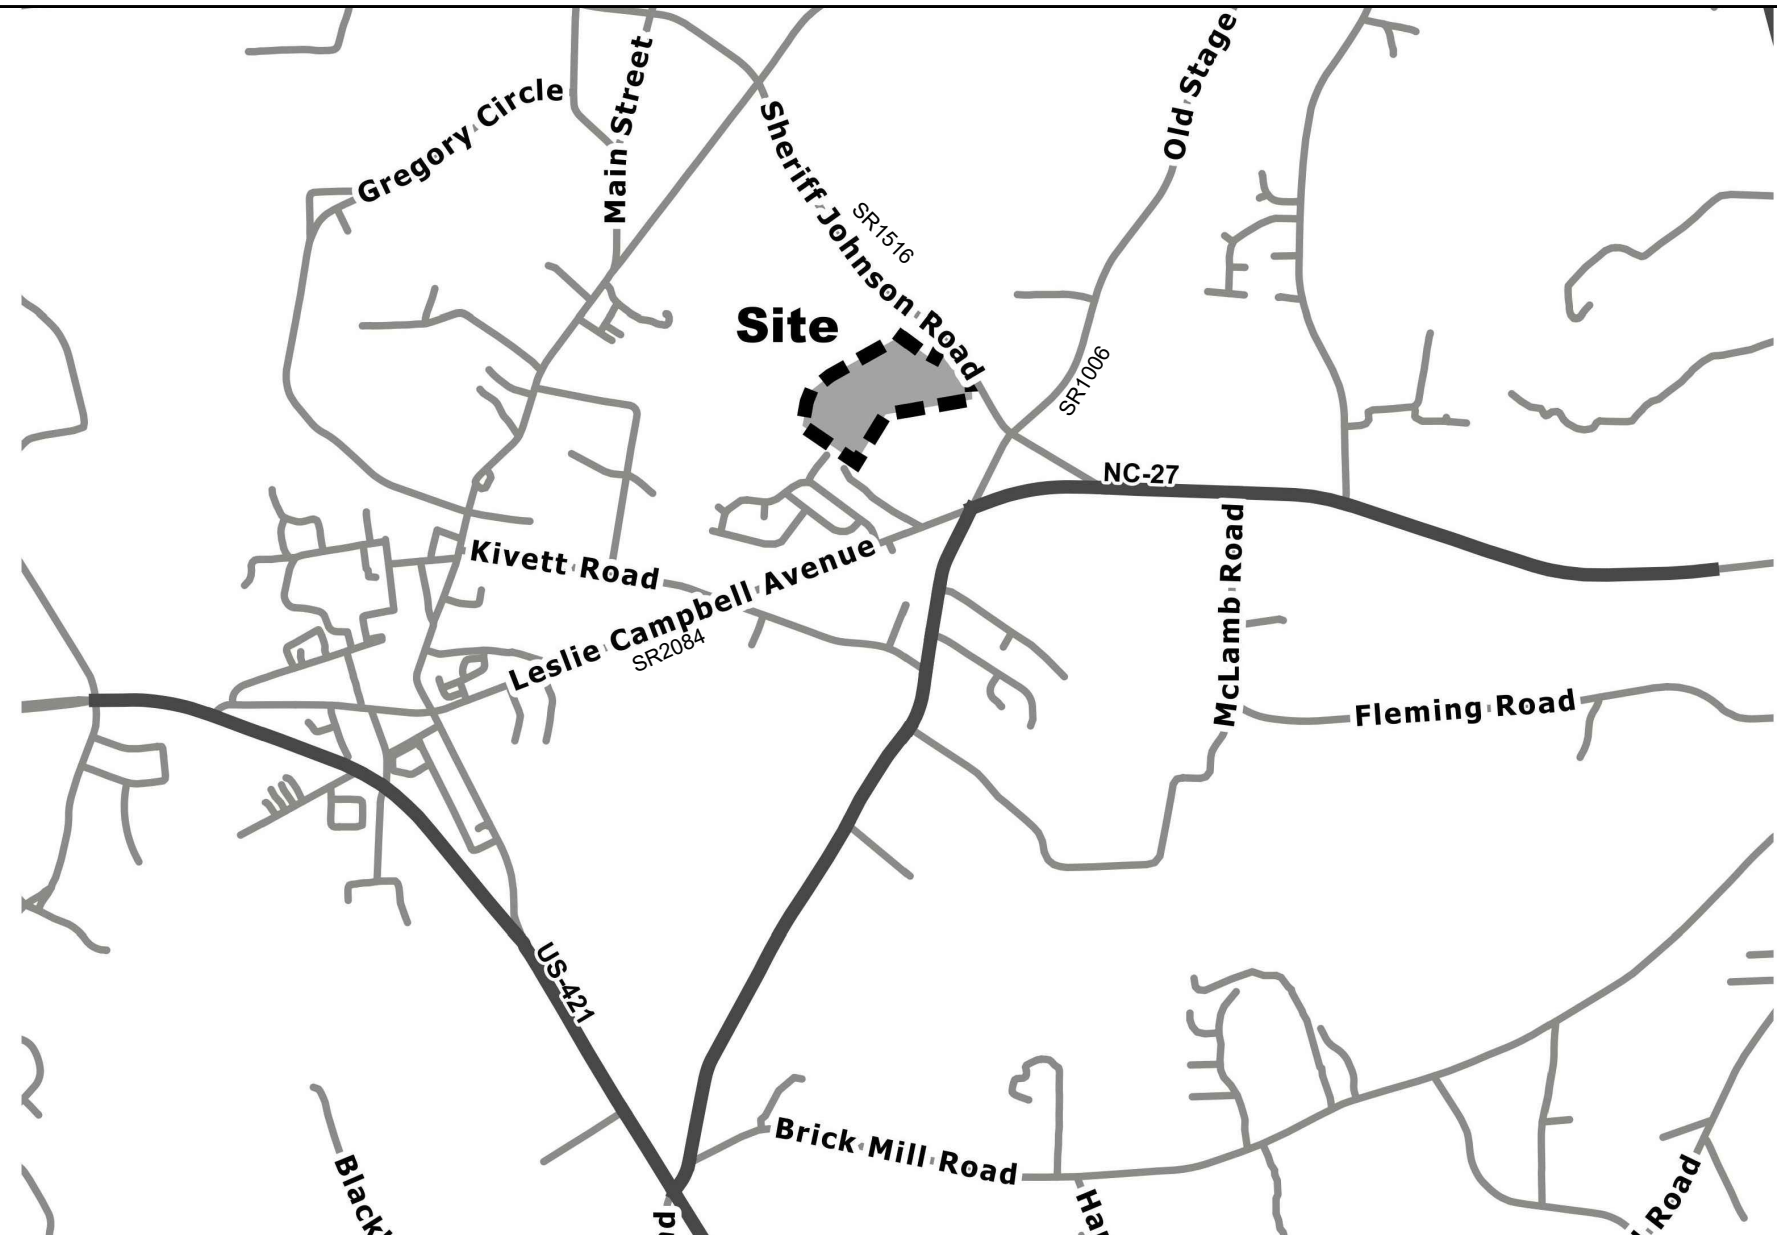 Gregory Circle
Main Street
Sheriff Johnson Road
SR1516
Old Stage
Site
SR1006
NC-27
Kivett Road
Leslie Campbell Avenue
SR2084
McLamb Road
Fleming Road
US-421
Brick Mill Road
Road